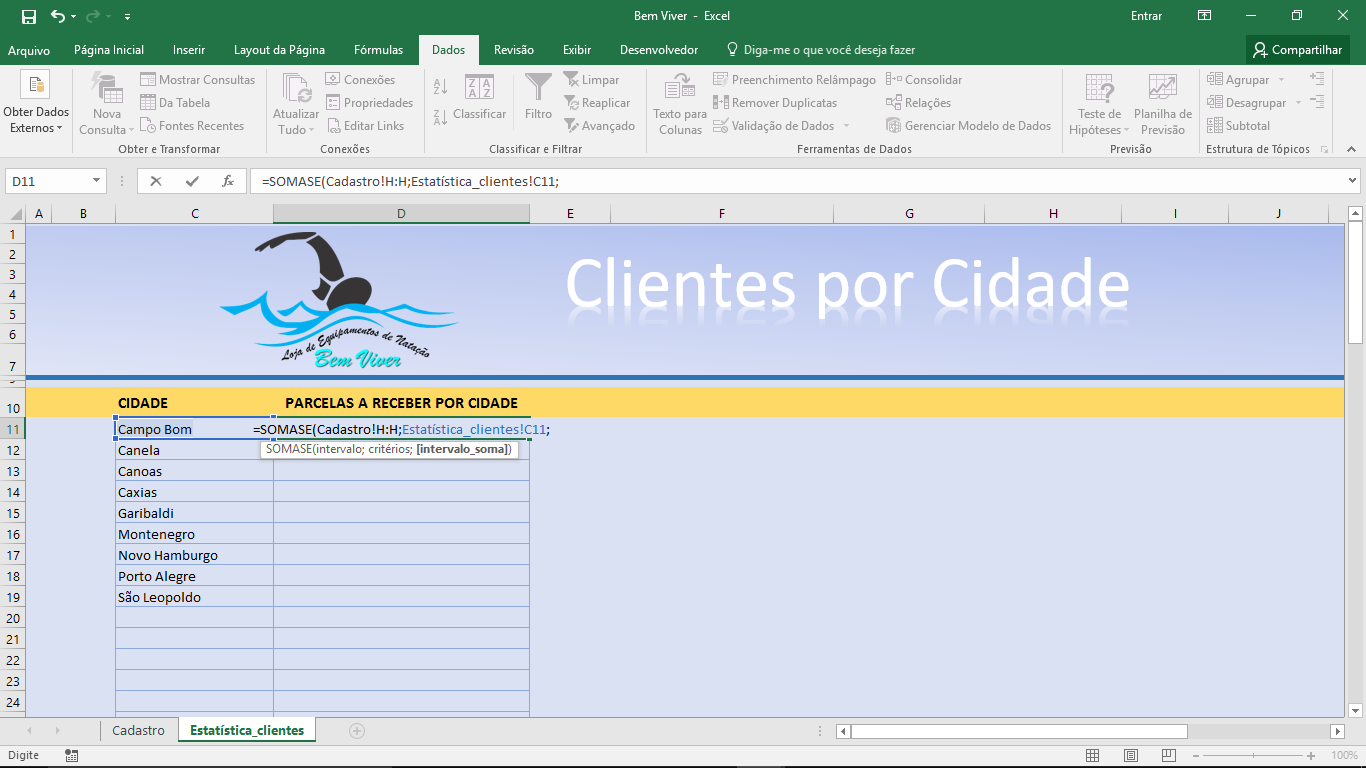 Bem Viver - Excel
Entrar
Arquivo Página Inicial Inserir Layout da Página Fórmulas Dados Revisão Exibir Desenvolvedor Diga-me o que você deseja fazer Compartilhar
Obter Dados Externos
Nova Consulta
Mostrar Consultas
Da Tabela
Fontes Recentes
Obter e Transformar
Atualizar Tudo
Conexões
Propriedades
Editar Links
Conexões
Classificar
Filtro
Limpar
Reaplicar
Avançado
Classificar e Filtrar
Texto para Colunas
Preenchimento Relâmpago
Remover Duplicatas
Validação de Dados
Consolidar
Relações
Gerenciar Modelo de Dados
Ferramentas de Dados
Teste de Hipóteses
Planilha de Previsão
Previsão
Agrupar
Desagrupar
Subtotal
Estrutura de Tópicos
D11 fx =SOMASE(Cadastro!H:H;Estatística_clientes!C11;
A B C D E F G H I J
1
2
3
4
5
6
7
Loja de Equipamentos de Natação
Bem Viver
Clientes por Cidade
10 CIDADE PARCELAS A RECEBER POR CIDADE
11 Campo Bom =SOMASE(Cadastro!H:H;Estatística_clientes!C11;
SOMASE(intervalo; critérios; [intervalo_soma])
12 Canela
13 Canoas
14 Caxias
15 Garibaldi
16 Montenegro
17 Novo Hamburgo
18 Porto Alegre
19 São Leopoldo
20
21
22
23
24
Cadastro Estatística_clientes
Digite
100%